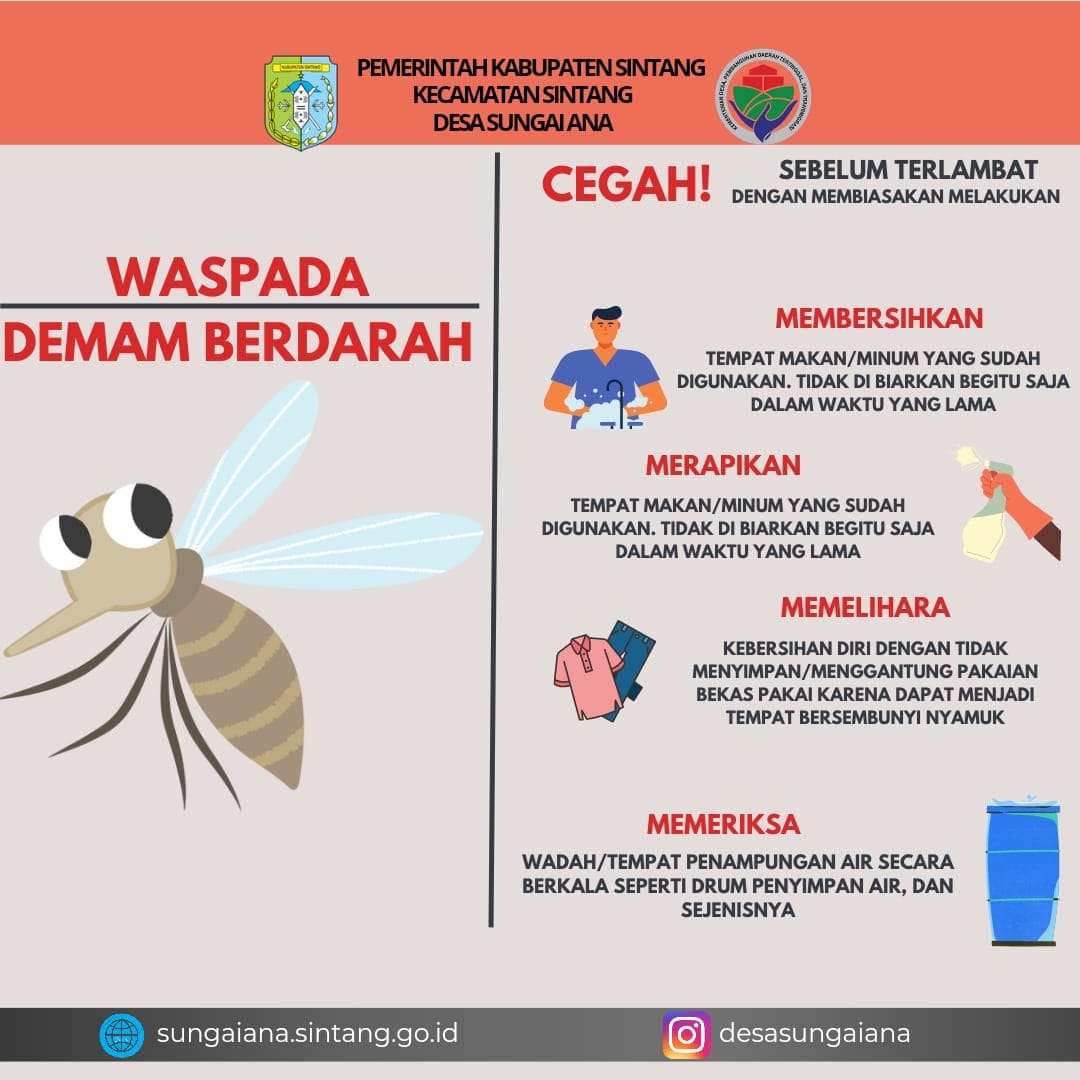 PEMERINTAH KABUPATEN SINTANG
KECAMATAN SINTANG
DESA SUNGAI ANA
KABUPATEN SINTANG
KEMENTERIAN DESA, PEMBANGUNAN DAERAH TERTINGGAL, DAN TRANSMIGRASI
WASPADA
DEMAM BERDARAH
CEGAH!
SEBELUM TERLAMBAT
DENGAN MEMBIASAKAN MELAKUKAN
MEMBERSIHKAN
TEMPAT MAKAN/MINUM YANG SUDAH
DIGUNAKAN. TIDAK DI BIARKAN BEGITU SAJA
DALAM WAKTU YANG LAMA
MERAPIKAN
TEMPAT MAKAN/MINUM YANG SUDAH
DIGUNAKAN. TIDAK DI BIARKAN BEGITU SAJA
DALAM WAKTU YANG LAMA
MEMELIHARA
KEBERSIHAN DIRI DENGAN TIDAK
MENYIMPAN/MENGGANTUNG PAKAIAN
BEKAS PAKAI KARENA DAPAT MENJADI
TEMPAT BERSEMBUNYI NYAMUK
MEMERIKSA
WADAH/TEMPAT PENAMPUNGAN AIR SECARA
BERKALA SEPERTI DRUM PENYIMPAN AIR, DAN
SEJENISNYA
sungaiana.sintang.go.id
desasungaiana